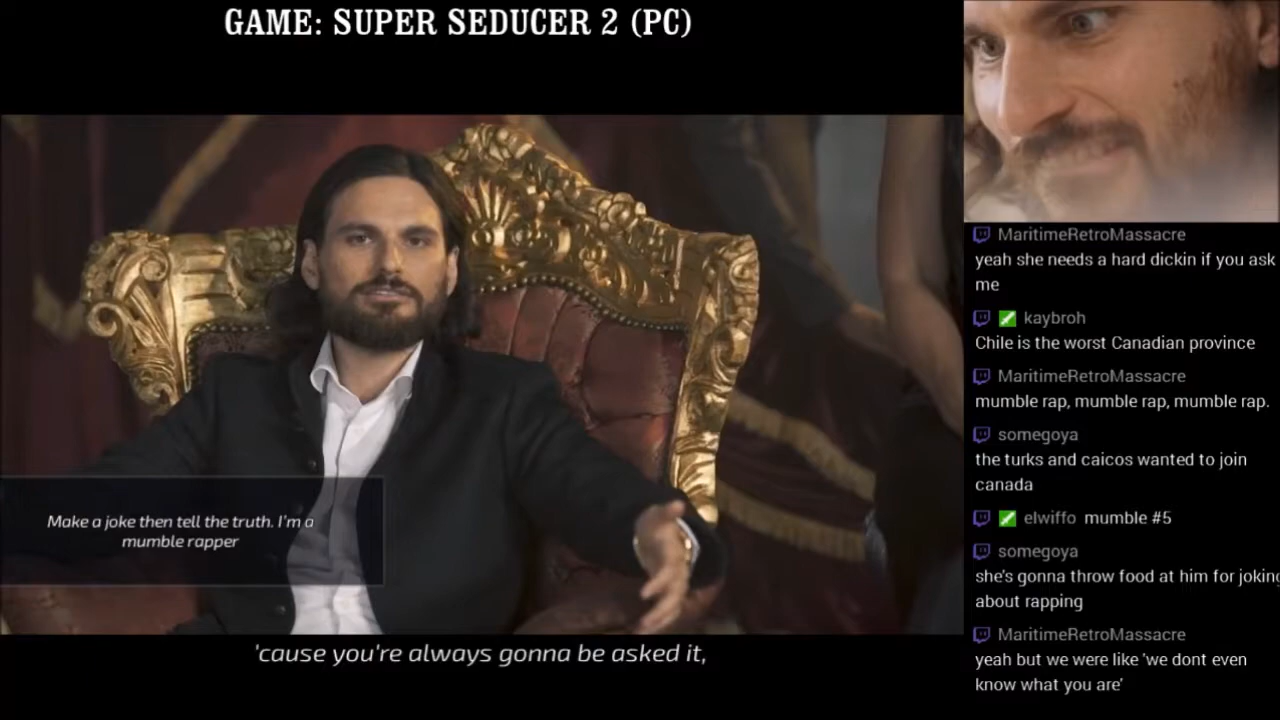 GAME: SUPER SEDUCER 2 (PC)
Make a joke then tell the truth. I'm a
mumble rapper
'cause you're always gonna be asked it,
MaritimeRetroMassacre
yeah she needs a hard dickin if you ask
me
kaybroh
Chile is the worst Canadian province
MaritimeRetroMassacre
mumble rap, mumble rap, mumble rap.
somegoya
the turks and caicos wanted to join
canada
elwiffo mumble #5
somegoya
she's gonna throw food at him for joking
about rapping
MaritimeRetroMassacre
yeah but we were like 'we dont even
know what you are'